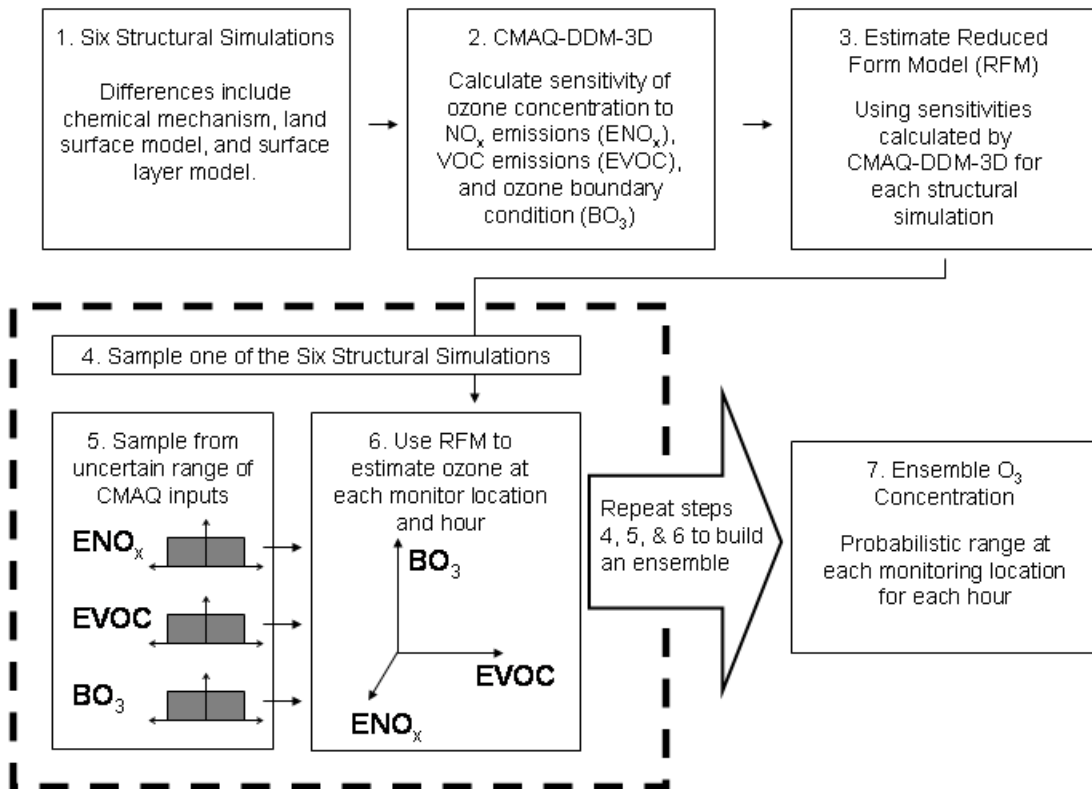 1. Six Structural Simulations
Differences include
chemical mechanism, land
surface model, and surface
layer model.
2. CMAQ-DDM-3D
Calculate sensitivity of
ozone concentration to
NOₓ emissions (ENOₓ),
VOC emissions (EVOC),
and ozone boundary
condition (BO₃)
3. Estimate Reduced
Form Model (RFM)
Using sensitivities
calculated by
CMAQ-DDM-3D for
each structural
simulation
4. Sample one of the Six Structural Simulations
5. Sample from
uncertain range of
CMAQ inputs
ENOₓ
EVOC
BO₃
6. Use RFM to
estimate ozone at
each monitor location
and hour
BO₃
EVOC
ENOₓ
Repeat steps
4, 5, & 6 to build
an ensemble
7. Ensemble O₃
Concentration
Probabilistic range at
each monitoring location
for each hour